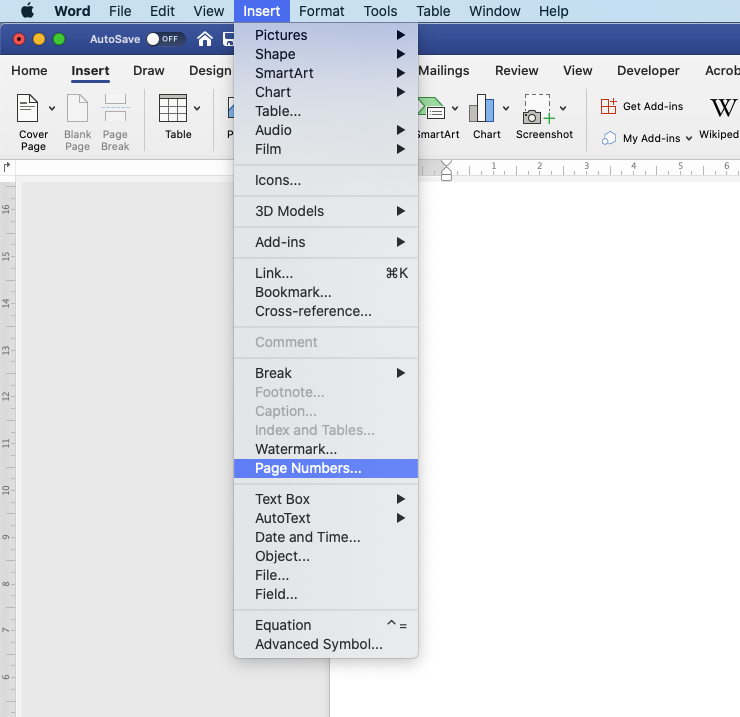 Word File Edit View Insert Format Tools Table Window Help
AutoSave OFF
Home Insert Draw Design Mailings Review View Developer Acrob
Cover Page
Blank Page
Page Break
Table
P
SmartArt
Chart
Screenshot
Get Add-ins
My Add-ins
W
Wikiped
1 2 3 4 5 6
16
15
14
13
12
11
10
9
8
7
6
Pictures
Shape
SmartArt
Chart
Table...
Audio
Film
Icons...
3D Models
Add-ins
Link... ⌘K
Bookmark...
Cross-reference...
Comment
Break
Footnote...
Caption...
Index and Tables...
Watermark...
Page Numbers...
Text Box
AutoText
Date and Time...
Object...
File...
Field...
Equation ^ =
Advanced Symbol...